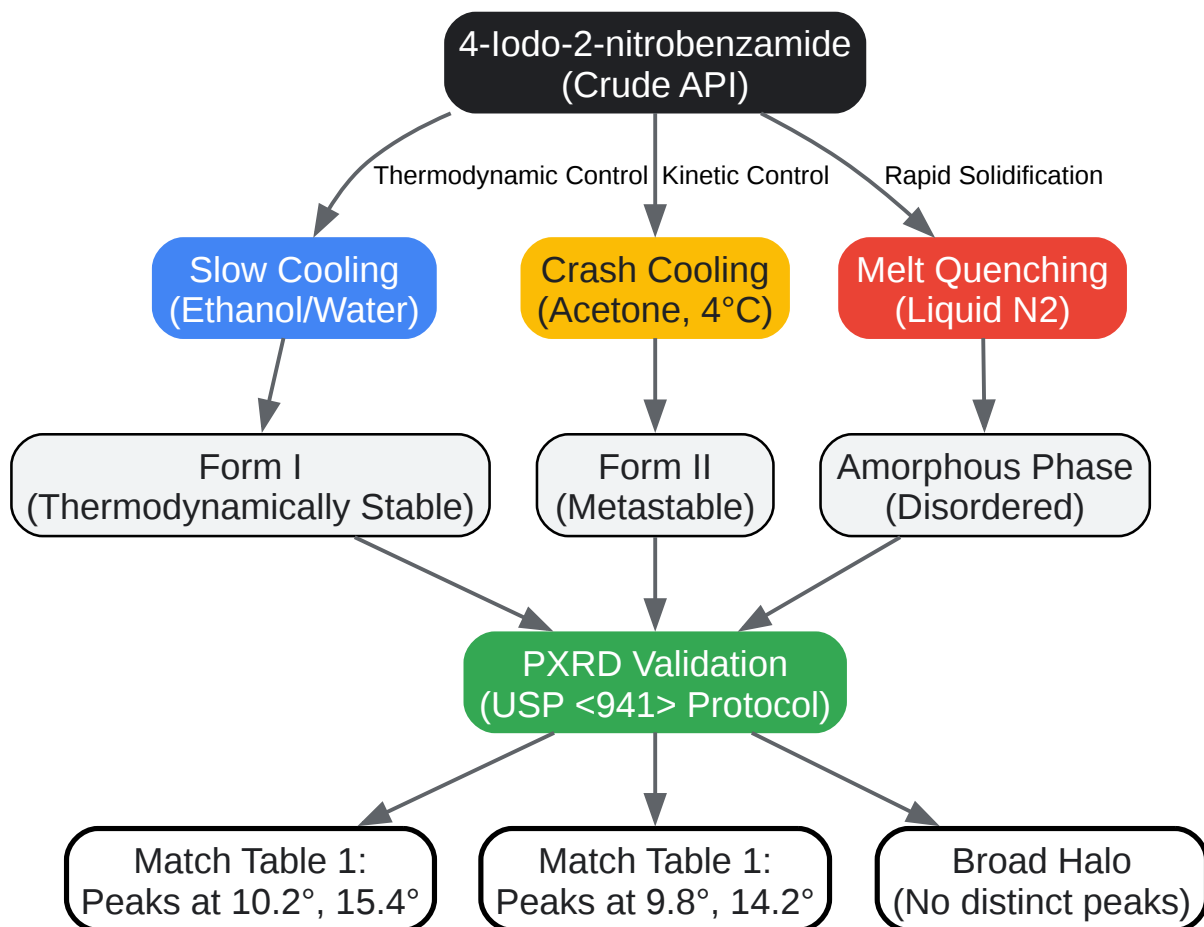 4-Iodo-2-nitrobenzamide
(Crude API)
Thermodynamic Control
Kinetic Control
Rapid Solidification
Slow Cooling
(Ethanol/Water)
Crash Cooling
(Acetone, 4°C)
Melt Quenching
(Liquid N2)
Form I
(Thermodynamically Stable)
Form II
(Metastable)
Amorphous Phase
(Disordered)
PXRD Validation
(USP <941> Protocol)
Match Table 1:
Peaks at 10.2°, 15.4°
Match Table 1:
Peaks at 9.8°, 14.2°
Broad Halo
(No distinct peaks)